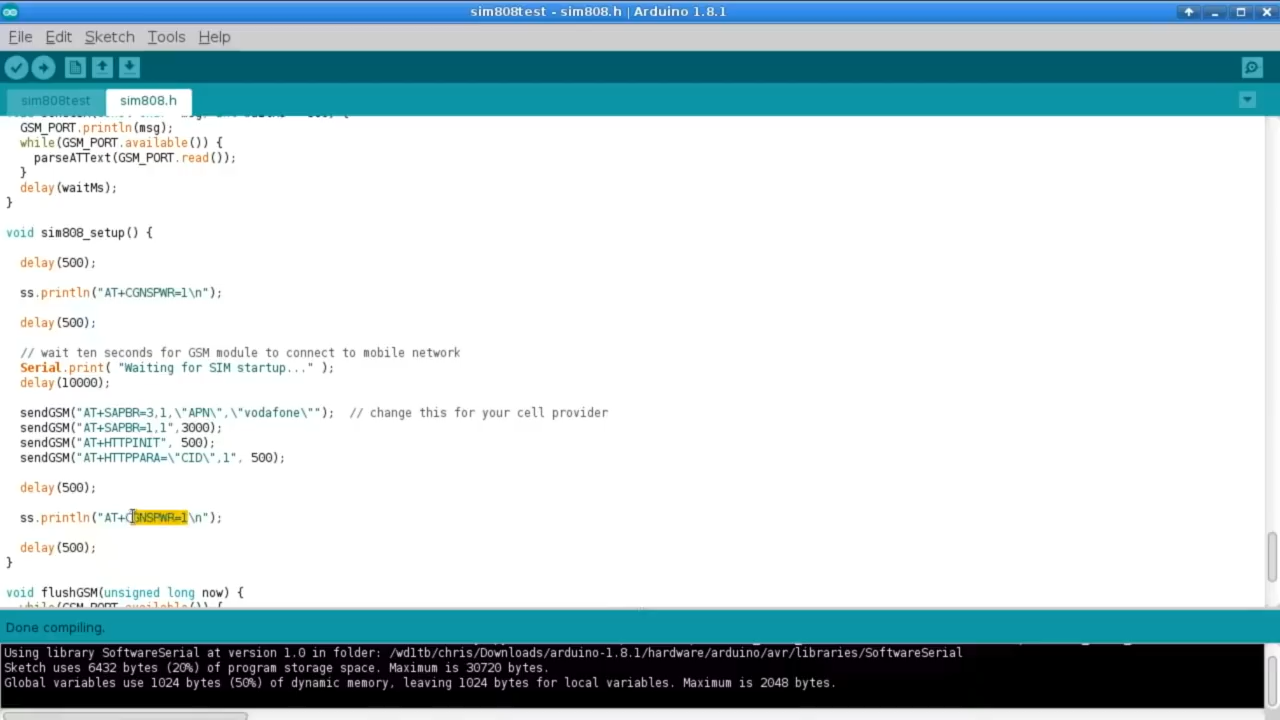 sim808test - sim808.h | Arduino 1.8.1
File Edit Sketch Tools Help
sim808test sim808.h
GSM_PORT.println(msg);
while(GSM_PORT.available()) {
parseATText(GSM_PORT.read());
}
delay(waitMs);
}
void sim808_setup() {
delay(500);
ss.println("AT+CGNSPWR=1\n");
delay(500);
// wait ten seconds for GSM module to connect to mobile network
Serial.print( "Waiting for SIM startup..." );
delay(10000);
sendGSM("AT+SAPBR=3,1,\"APN\",\"vodafone\""); // change this for your cell provider
sendGSM("AT+SAPBR=1,1",3000);
sendGSM("AT+HTTPINIT", 500);
sendGSM("AT+HTTPPARA=\"CID\",1", 500);
delay(500);
ss.println("AT+CGNSPWR=1\n");
delay(500);
}
void flushGSM(unsigned long now) {
while(GSM_PORT.available()) {
Done compiling.
Using library SoftwareSerial at version 1.0 in folder: /wd1tb/chris/Downloads/arduino-1.8.1/hardware/arduino/avr/libraries/SoftwareSerial
Sketch uses 6432 bytes (20%) of program storage space. Maximum is 30720 bytes.
Global variables use 1024 bytes (50%) of dynamic memory, leaving 1024 bytes for local variables. Maximum is 2048 bytes.